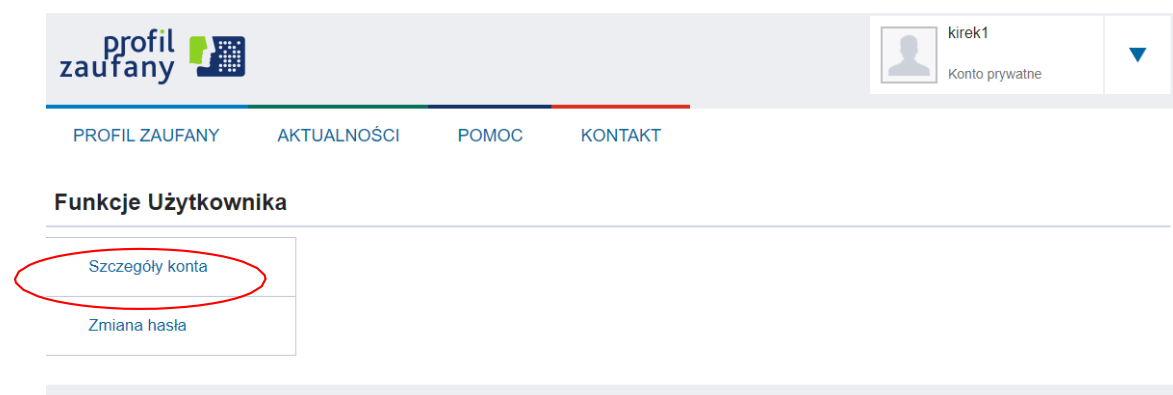 profil
zaufany
kirek1
Konto prywatne
PROFIL ZAUFANY AKTUALNOŚCI POMOC KONTAKT
Funkcje Użytkownika
Szczegóły konta
Zmiana hasła